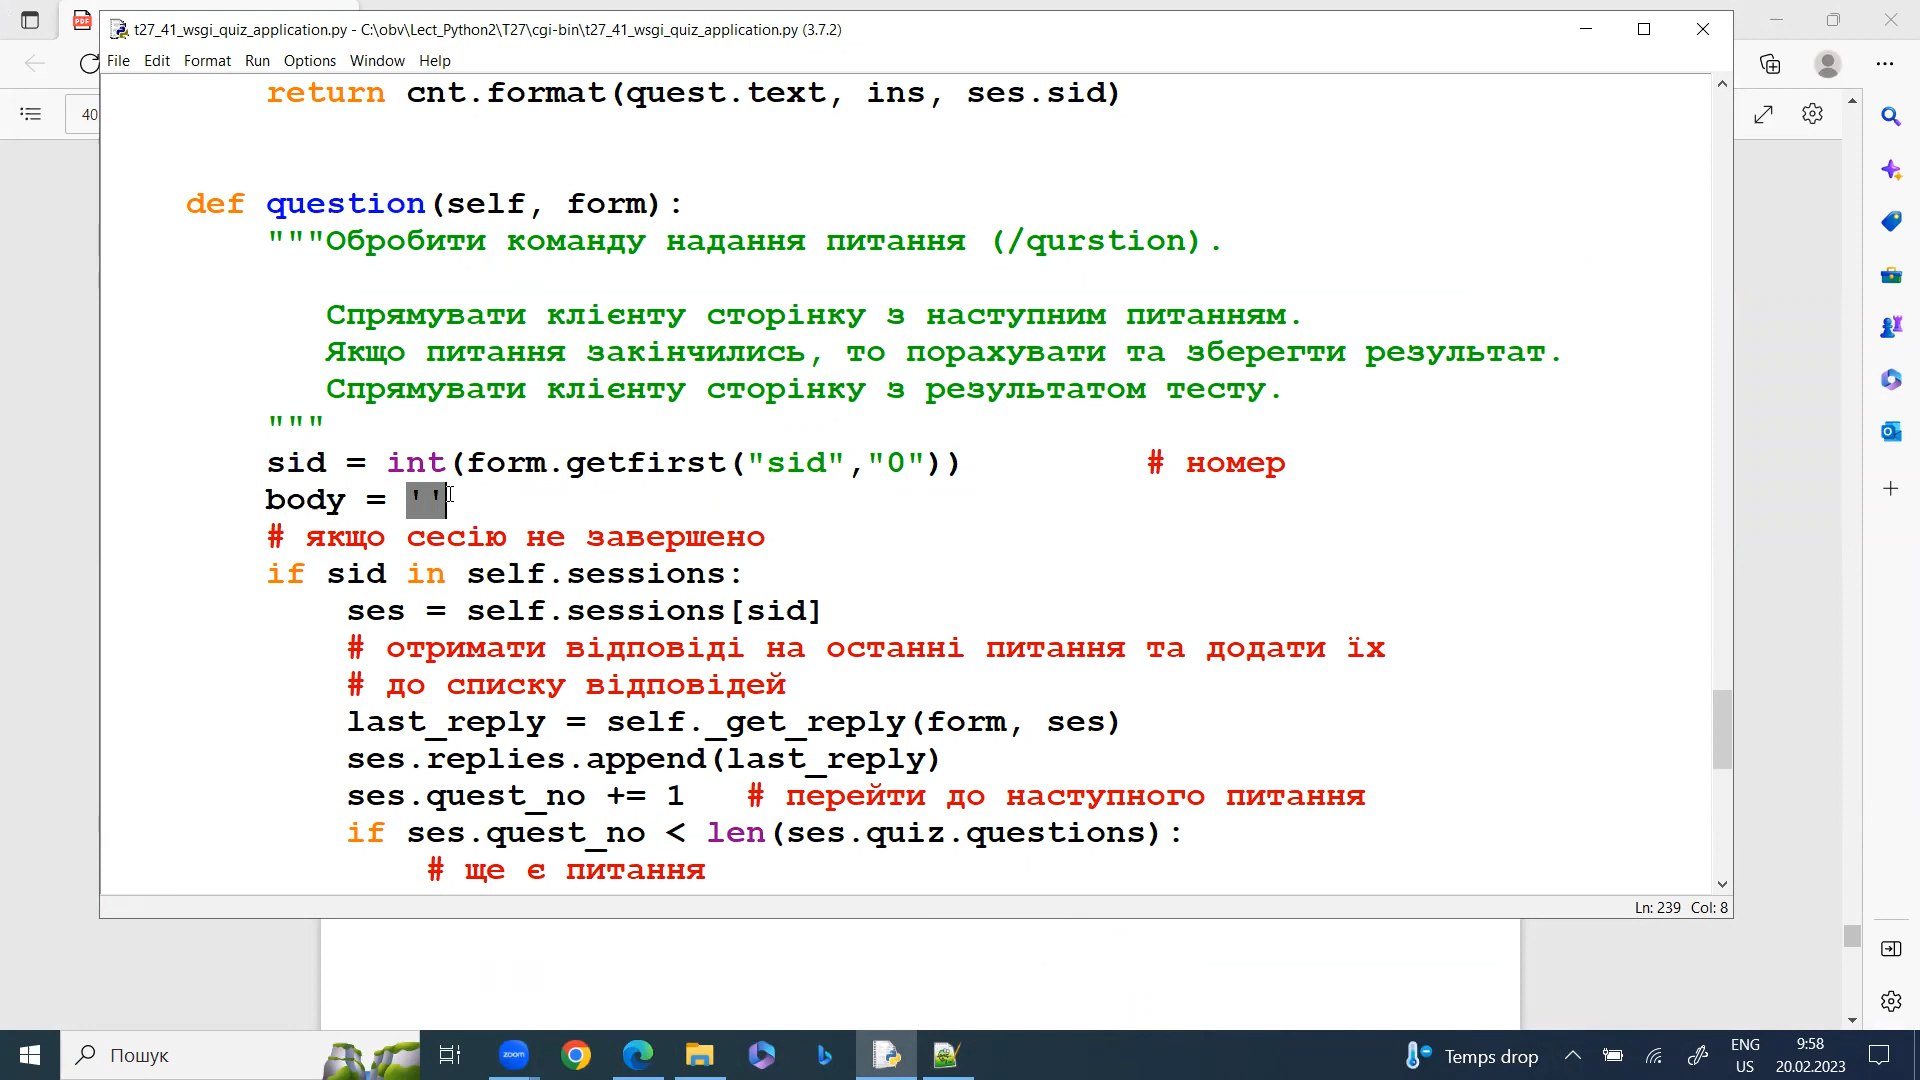 t27_41_wsgi_quiz_application.py - C:\obv\Lect_Python2\T27\cgi-bin\t27_41_wsgi_quiz_application.py (3.7.2)
File Edit Format Run Options Window Help
40
return cnt.format(quest.text, ins, ses.sid)
def question(self, form):
"""Обробити команду надання питання (/qurstion).
Спрямувати клієнту сторінку з наступним питанням.
Якщо питання закінчились, то порахувати та зберегти результат.
Спрямувати клієнту сторінку з результатом тесту.
"""
sid = int(form.getfirst("sid","0")) # номер
body = ''
# якщо сесію не завершено
if sid in self.sessions:
ses = self.sessions[sid]
# отримати відповіді на останні питання та додати їх
# до списку відповідей
last_reply = self._get_reply(form, ses)
ses.replies.append(last_reply)
ses.quest_no += 1 # перейти до наступного питання
if ses.quest_no < len(ses.quiz.questions):
# ще є питання
Ln: 239 Col: 8
Пошук
zoom
Temps drop
ENG
US
9:58
20.02.2023